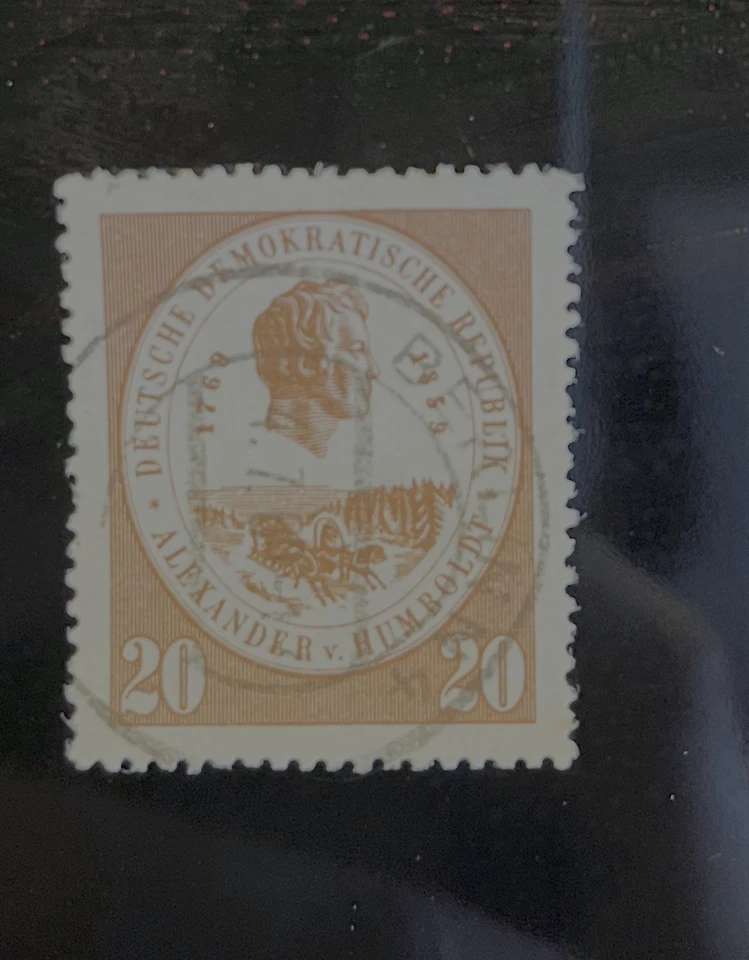 DEUTSCHE DEMOKRATISCHE REPUBLIK
1769
1859
* ALEXANDER v. HUMBOLDT *
20
20